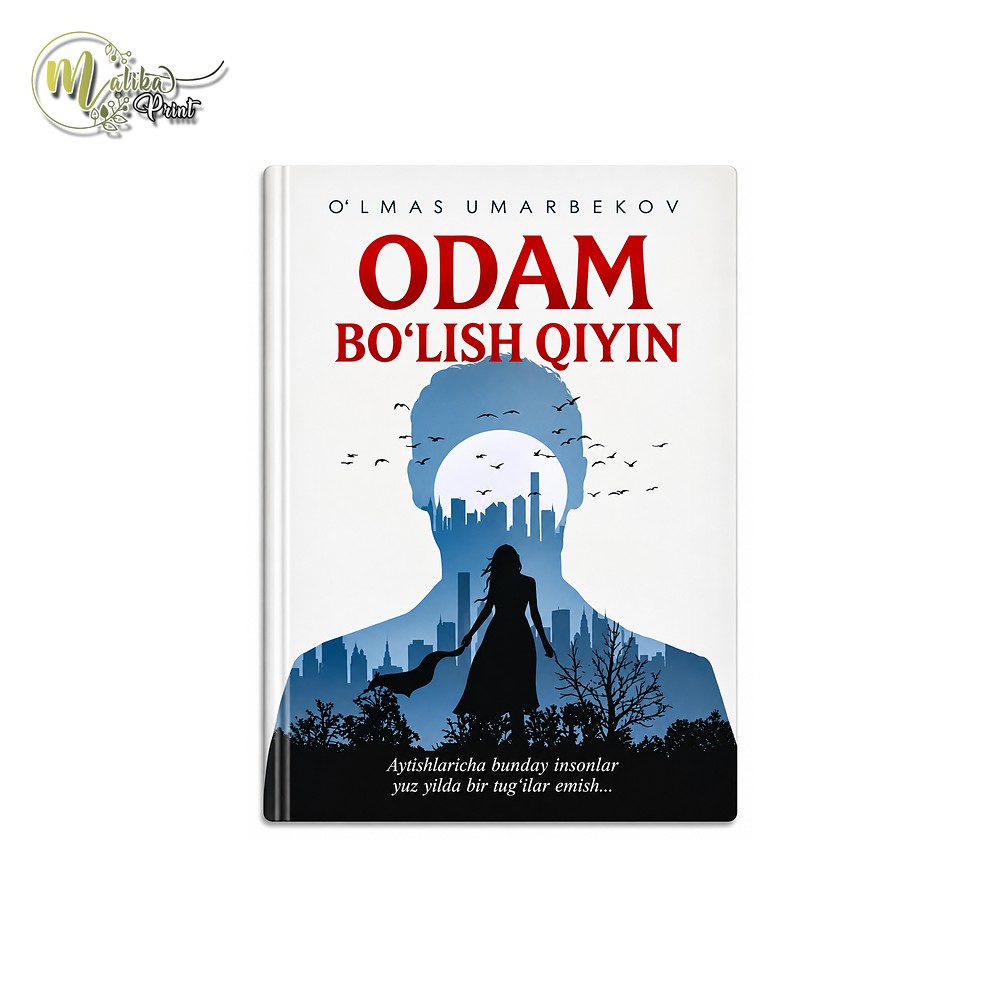 Malika
Print
O‘LMAS UMARBEKOV
ODAM
BO‘LISH QIYIN
Aytishlaricha bunday insonlar
yuz yilda bir tug‘ilar emish...